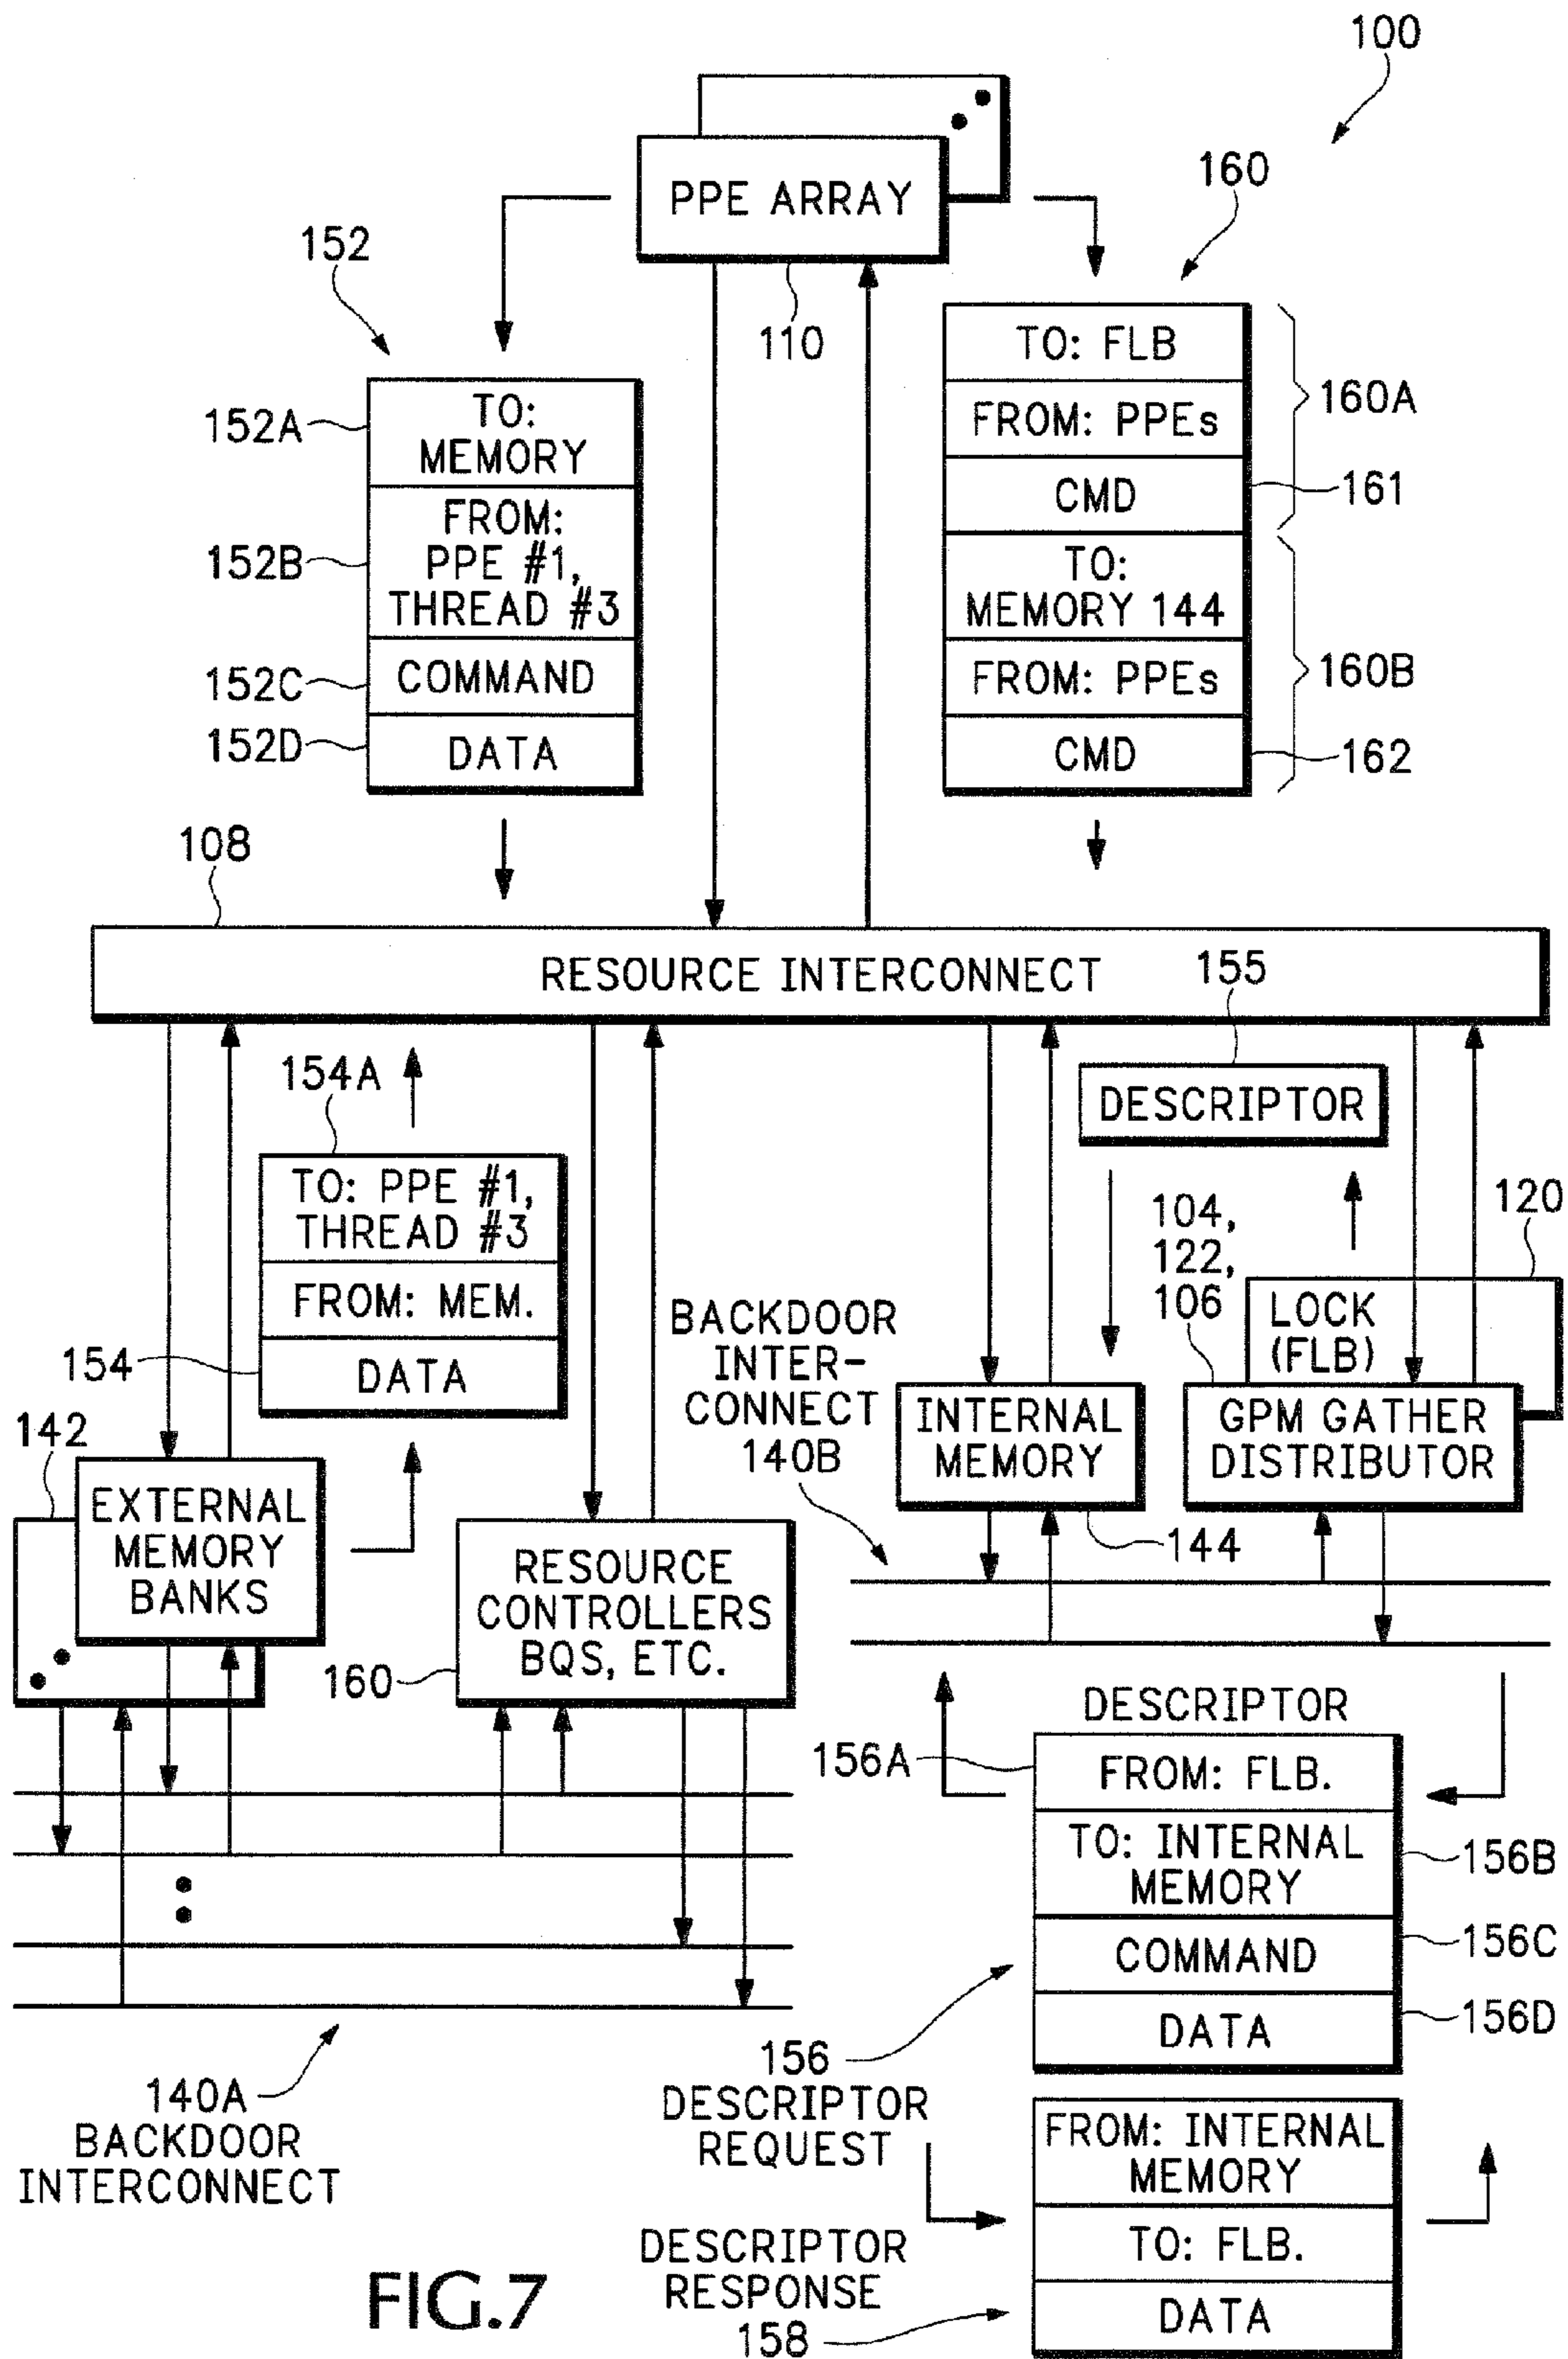 100
PPE ARRAY
160
152
110
TO: FLB
FROM: PPEs
160A
CMD
161
152A
TO:
MEMORY
152B
FROM:
PPE #1,
THREAD #3
TO:
MEMORY 144
FROM: PPEs
160B
152C
COMMAND
152D
DATA
CMD
162
108
RESOURCE INTERCONNECT
155
154A
DESCRIPTOR
TO: PPE #1,
THREAD #3
FROM: MEM.
154
DATA
104,
122,
106
120
LOCK
(FLB)
BACKDOOR
INTER-
CONNECT
140B
INTERNAL
MEMORY
GPM GATHER
DISTRIBUTOR
142
EXTERNAL
MEMORY
BANKS
144
RESOURCE
CONTROLLERS
BQS, ETC.
160
DESCRIPTOR
156A
FROM: FLB.
TO: INTERNAL
MEMORY
156B
COMMAND
156C
DATA
156D
156
DESCRIPTOR
REQUEST
140A
BACKDOOR
INTERCONNECT
FROM: INTERNAL
MEMORY
TO: FLB.
DATA
DESCRIPTOR
RESPONSE
158
FIG.7